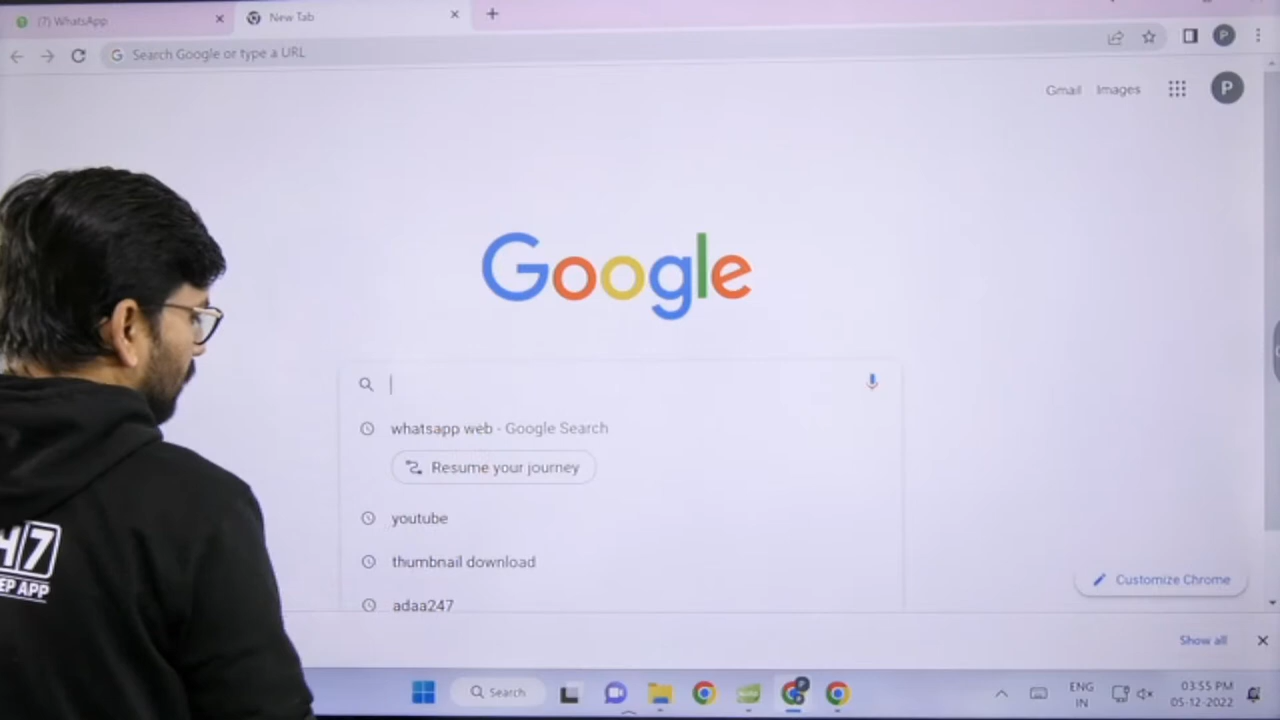 (7) WhatsApp
New Tab
Search Google or type a URL
P
Gmail
Images
P
Google
whatsapp web - Google Search
Resume your journey
youtube
thumbnail download
adaa247
Customize Chrome
H7
EP APP
Show all
Search
P
ENG
IN
03:55 PM
05-12-2022